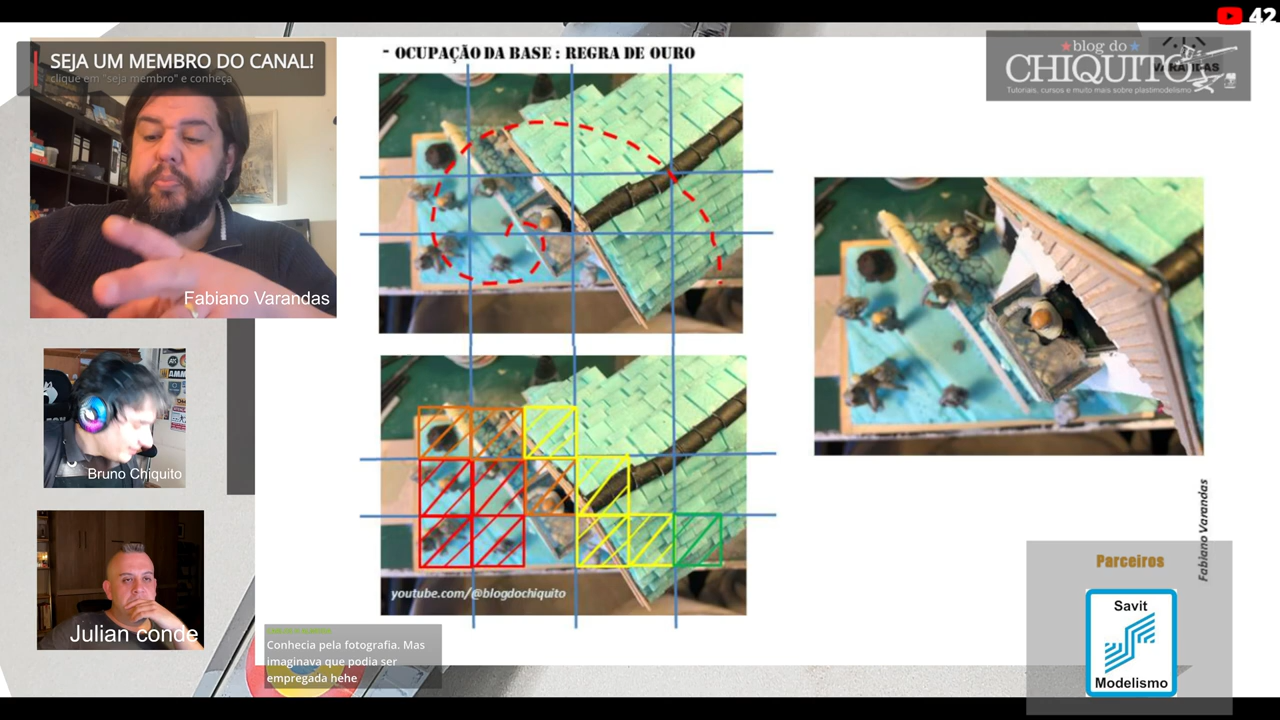 42
SEJA UM MEMBRO DO CANAL!
clique em "seja membro" e conheça
- OCUPAÇÃO DA BASE : REGRA DE OURO
blog do
CHIQUITO
VARANDAS
Tutoriais, cursos e muito mais sobre plastimodelismo
Fabiano Varandas
Bruno Chiquito
Julian conde
youtube.com/@blogdochiquito
Conhecia pela fotografia. Mas
imaginava que podia ser
empregada hehe
Fabiano Varandas
Parceiros
Savit
Modelismo